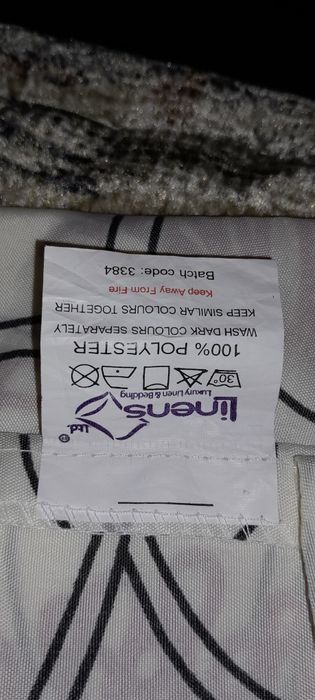 Linens Ltd.®
Luxury Linen & Bedding
30°
100% POLYESTER
WASH DARK COLOURS SEPARATELY
KEEP SIMILAR COLOURS TOGETHER
Keep Away From Fire
Batch code: 3384